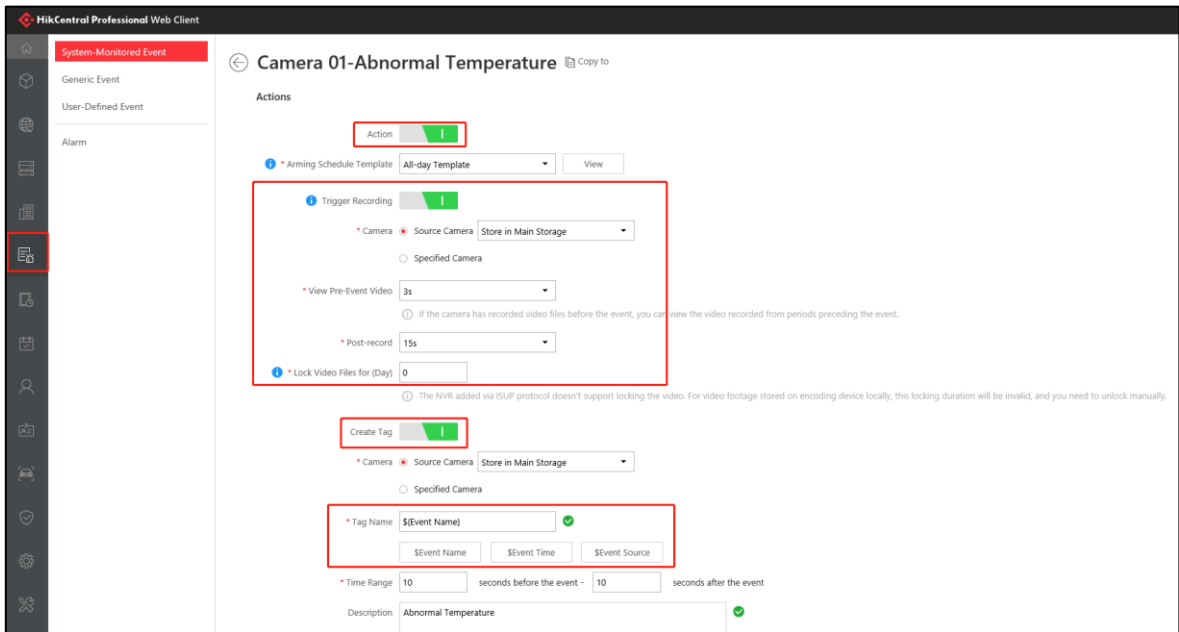 HikCentral Professional Web Client
System-Monitored Event
Generic Event
User-Defined Event
Alarm
Camera 01-Abnormal Temperature Copy to
Actions
Action
* Arming Schedule Template All-day Template View
Trigger Recording
* Camera Source Camera Store in Main Storage
Specified Camera
* View Pre-Event Video 3s
If the camera has recorded video files before the event, you can view the video recorded from periods preceding the event.
* Post-record 15s
* Lock Video Files for (Day) 0
The NVR added via ISUP protocol doesn't support locking the video. For video footage stored on encoding device locally, this locking duration will be invalid, and you need to unlock manually.
Create Tag
* Camera Source Camera Store in Main Storage
Specified Camera
* Tag Name $(Event Name)
$Event Name $Event Time $Event Source
* Time Range 10 seconds before the event - 10 seconds after the event
Description Abnormal Temperature